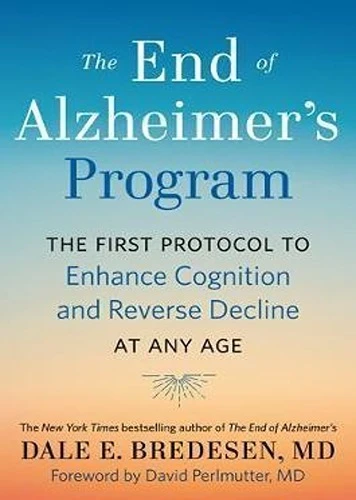 The End of
Alzheimer's
Program
THE FIRST PROTOCOL TO
Enhance Cognition
and Reverse Decline
AT ANY AGE
The New York Times bestselling author of The End of Alzheimer's
DALE E. BREDESEN, MD
Foreword by David Perlmutter, MD